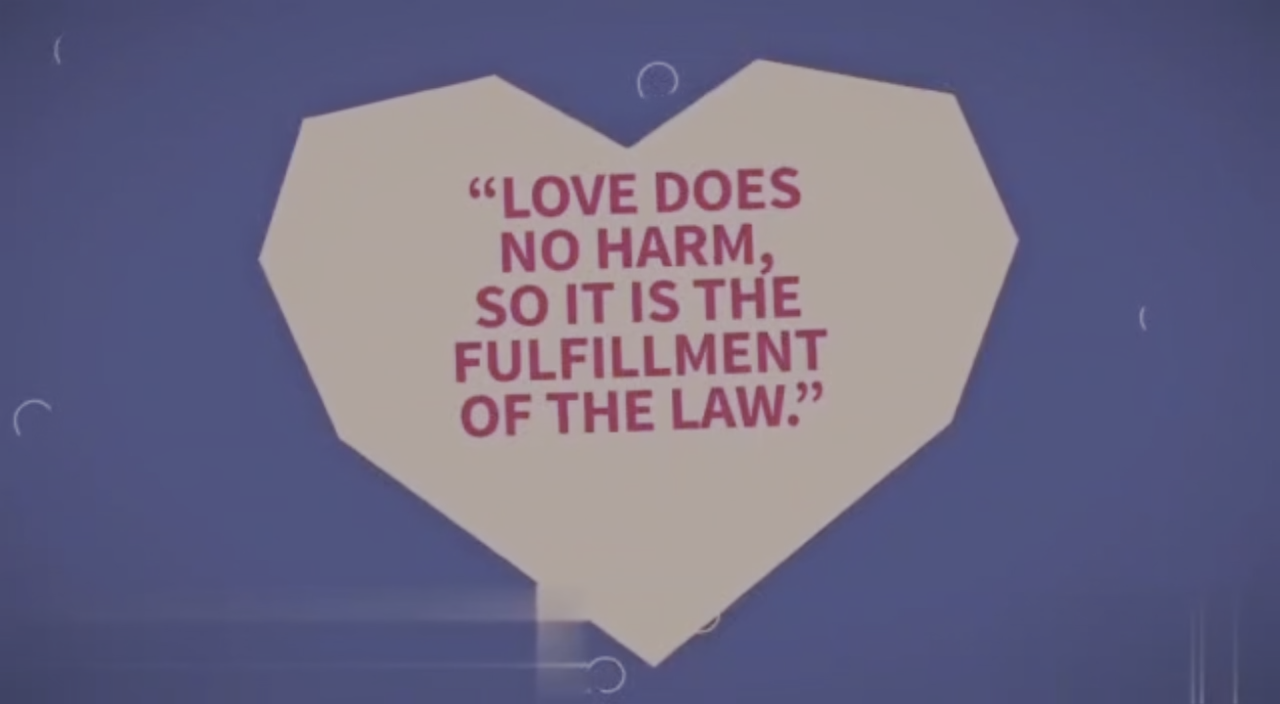 “LOVE DOES
NO HARM,
SO IT IS THE
FULFILLMENT
OF THE LAW.”